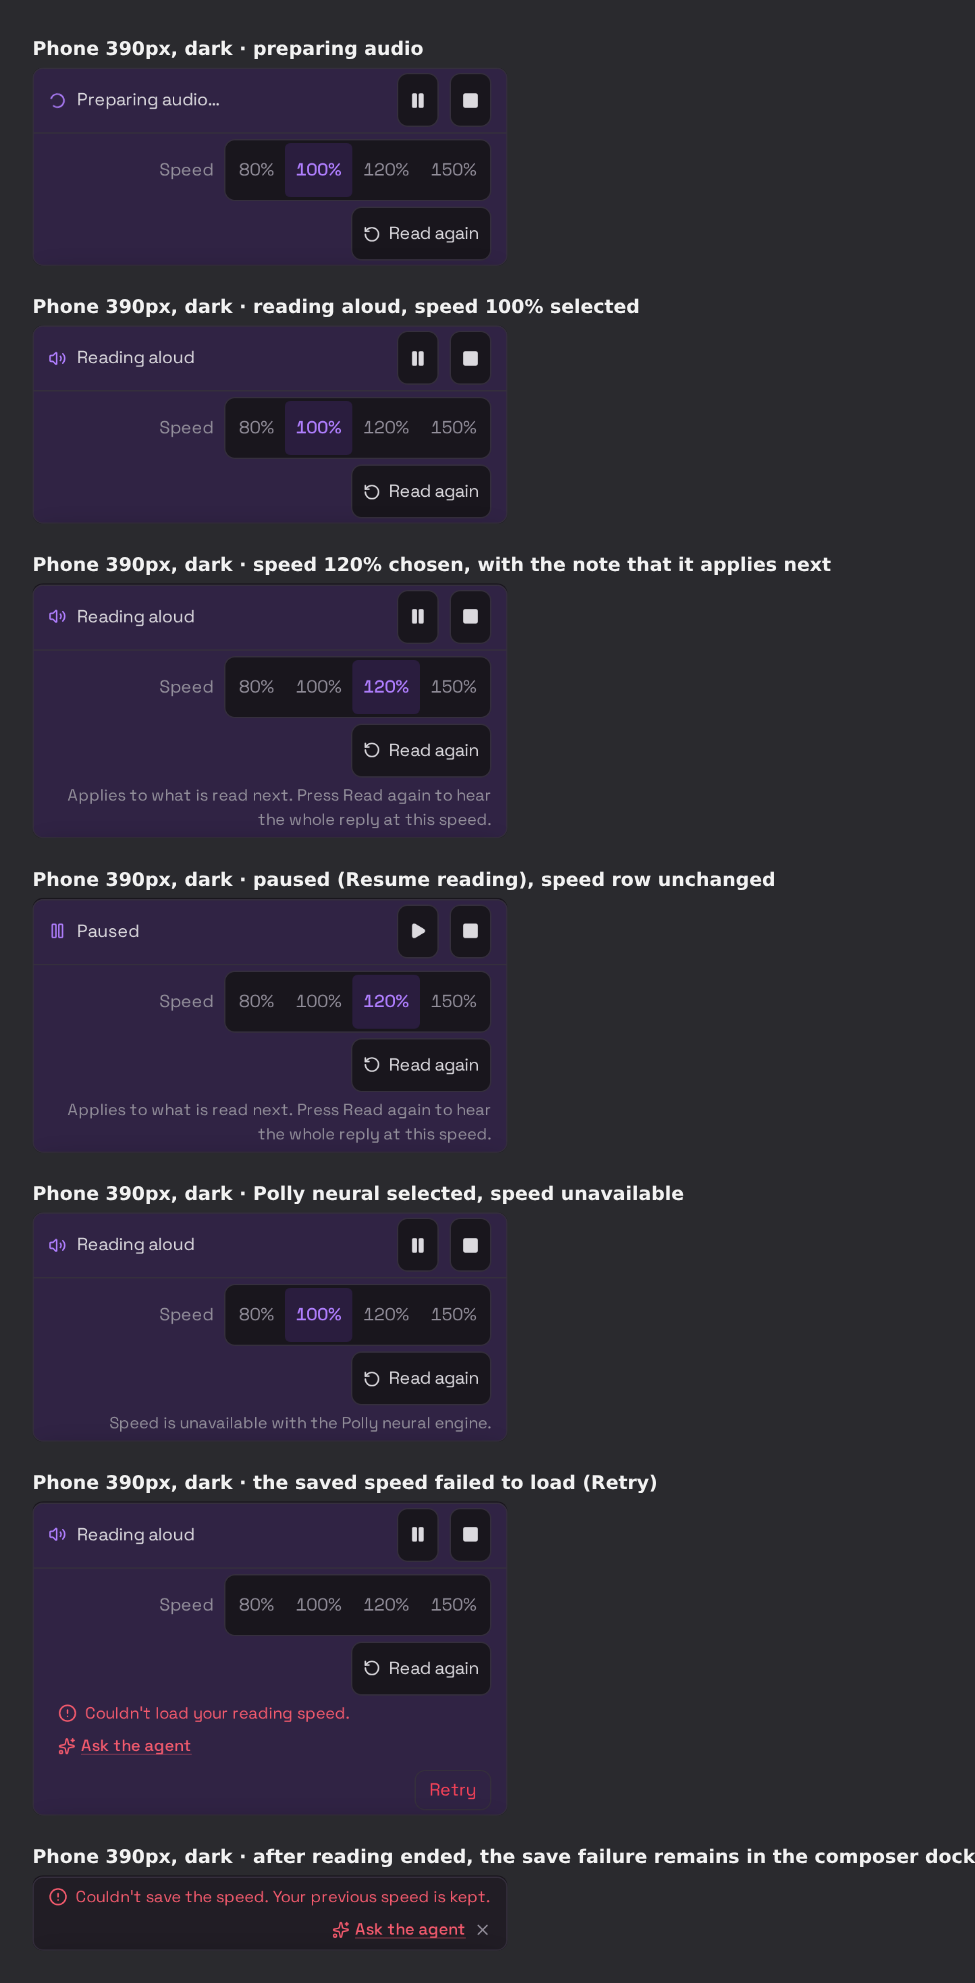 Phone 390px, dark · preparing audio
Preparing audio…
Speed 80% 100% 120% 150%
Read again
Phone 390px, dark · reading aloud, speed 100% selected
Reading aloud
Speed 80% 100% 120% 150%
Read again
Phone 390px, dark · speed 120% chosen, with the note that it applies next
Reading aloud
Speed 80% 100% 120% 150%
Read again
Applies to what is read next. Press Read again to hear
the whole reply at this speed.
Phone 390px, dark · paused (Resume reading), speed row unchanged
Paused
Speed 80% 100% 120% 150%
Read again
Applies to what is read next. Press Read again to hear
the whole reply at this speed.
Phone 390px, dark · Polly neural selected, speed unavailable
Reading aloud
Speed 80% 100% 120% 150%
Read again
Speed is unavailable with the Polly neural engine.
Phone 390px, dark · the saved speed failed to load (Retry)
Reading aloud
Speed 80% 100% 120% 150%
Read again
Couldn't load your reading speed.
Ask the agent
Retry
Phone 390px, dark · after reading ended, the save failure remains in the composer dock
Couldn't save the speed. Your previous speed is kept.
Ask the agent